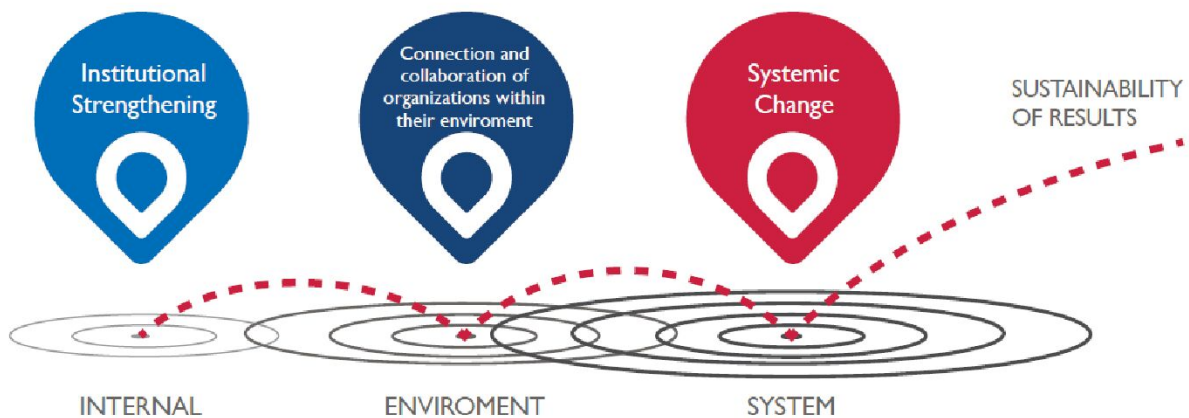 Institutional
Strengthening
Connection and
collaboration of
organizations within
their enviroment
Systemic
Change
SUSTAINABILITY
OF RESULTS
INTERNAL
ENVIROMENT
SYSTEM